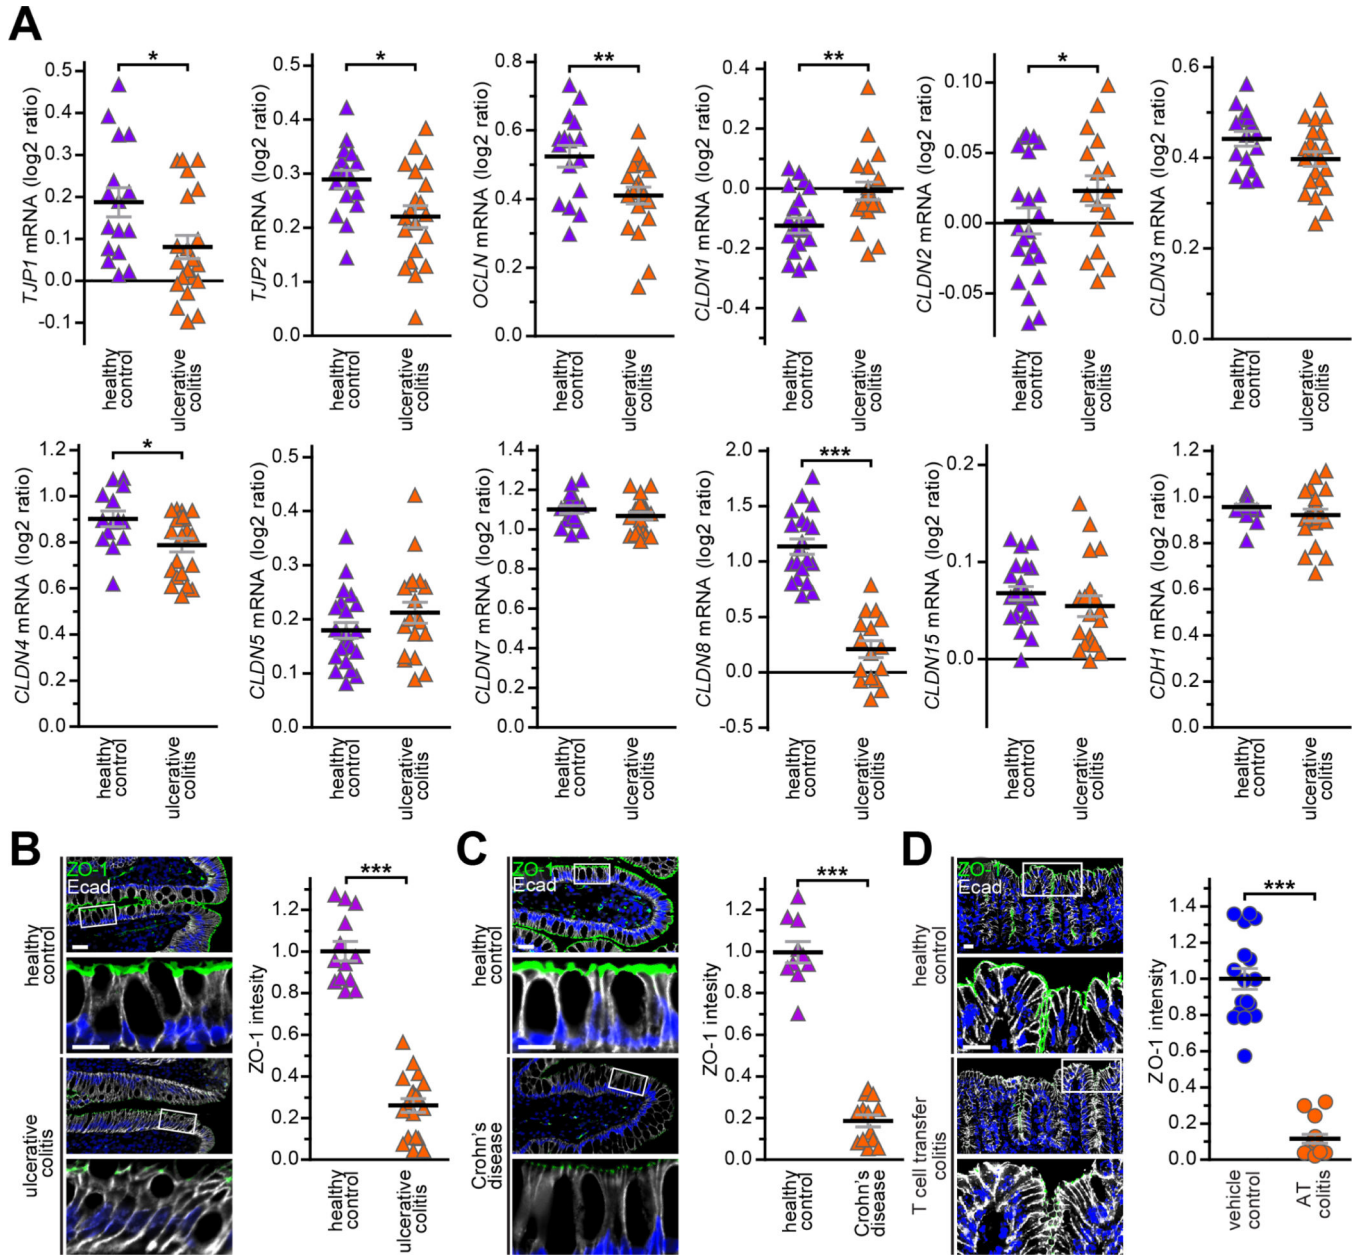 A
TJP1 mRNA (log2 ratio)
0.5
0.4
0.3
0.2
0.1
0.0
-0.1
*
healthy
control
ulcerative
colitis
TJP2 mRNA (log2 ratio)
0.5
0.4
0.3
0.2
0.1
0.0
*
healthy
control
ulcerative
colitis
OCLN mRNA (log2 ratio)
0.8
0.6
0.4
0.2
0.0
**
healthy
control
ulcerative
colitis
CLDN1 mRNA (log2 ratio)
0.4
0.2
0.0
-0.2
-0.4
**
healthy
control
ulcerative
colitis
CLDN2 mRNA (log2 ratio)
0.10
0.05
0.00
-0.05
*
healthy
control
ulcerative
colitis
CLDN3 mRNA (log2 ratio)
0.6
0.4
0.2
0.0
healthy
control
ulcerative
colitis
CLDN4 mRNA (log2 ratio)
1.2
1.0
0.8
0.6
0.4
0.2
0.0
*
healthy
control
ulcerative
colitis
CLDN5 mRNA (log2 ratio)
0.5
0.4
0.3
0.2
0.1
0.0
healthy
control
ulcerative
colitis
CLDN7 mRNA (log2 ratio)
1.4
1.2
1.0
0.8
0.6
0.4
0.2
0.0
healthy
control
ulcerative
colitis
CLDN8 mRNA (log2 ratio)
2.0
1.5
1.0
0.5
0.0
-0.5
***
healthy
control
ulcerative
colitis
CLDN15 mRNA (log2 ratio)
0.2
0.1
0.0
healthy
control
ulcerative
colitis
CDH1 mRNA (log2 ratio)
1.2
1.0
0.8
0.6
0.4
0.2
0.0
healthy
control
ulcerative
colitis
B
ZO-1
Ecad
healthy
control
ulcerative
colitis
ZO-1 intesity
1.2
1.0
0.8
0.6
0.4
0.2
0.0
***
healthy
control
ulcerative
colitis
C
ZO-1
Ecad
healthy
control
Crohn's
disease
ZO-1 intesity
1.2
1.0
0.8
0.6
0.4
0.2
0.0
***
healthy
control
Crohn's
disease
D
ZO-1
Ecad
healthy
control
T cell transfer
colitis
ZO-1 intensity
1.4
1.2
1.0
0.8
0.6
0.4
0.2
0.0
***
vehicle
control
AT
colitis